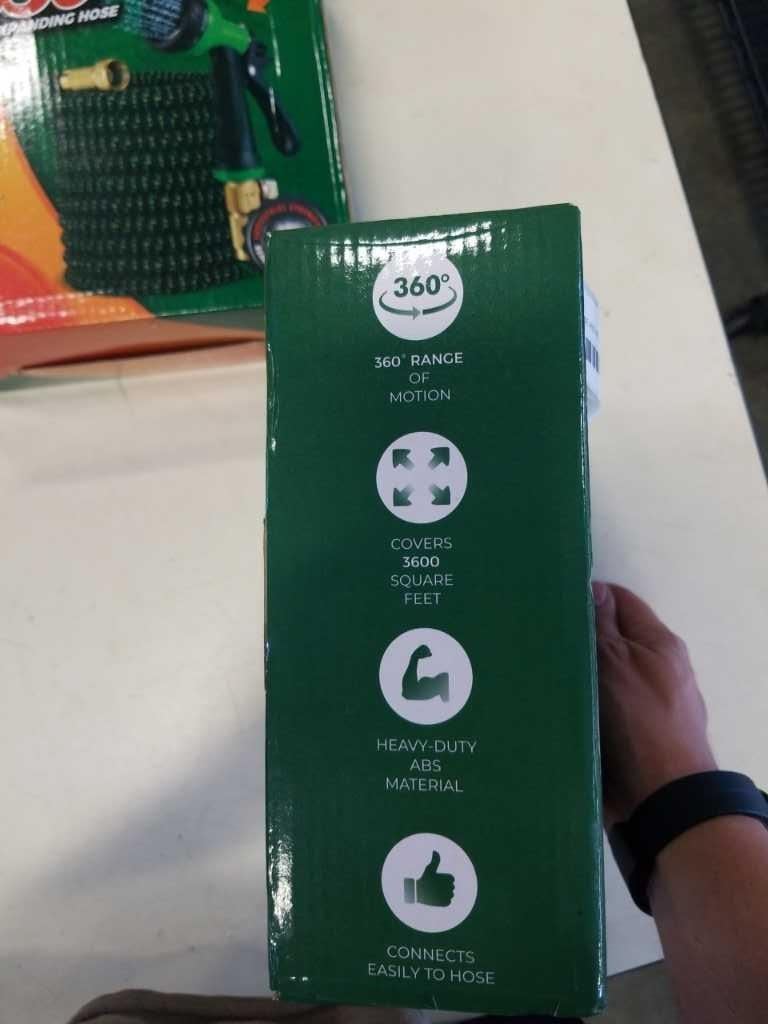 EXPANDING HOSE
360°
360° RANGE
OF
MOTION
COVERS
3600
SQUARE
FEET
HEAVY-DUTY
ABS
MATERIAL
CONNECTS
EASILY TO HOSE